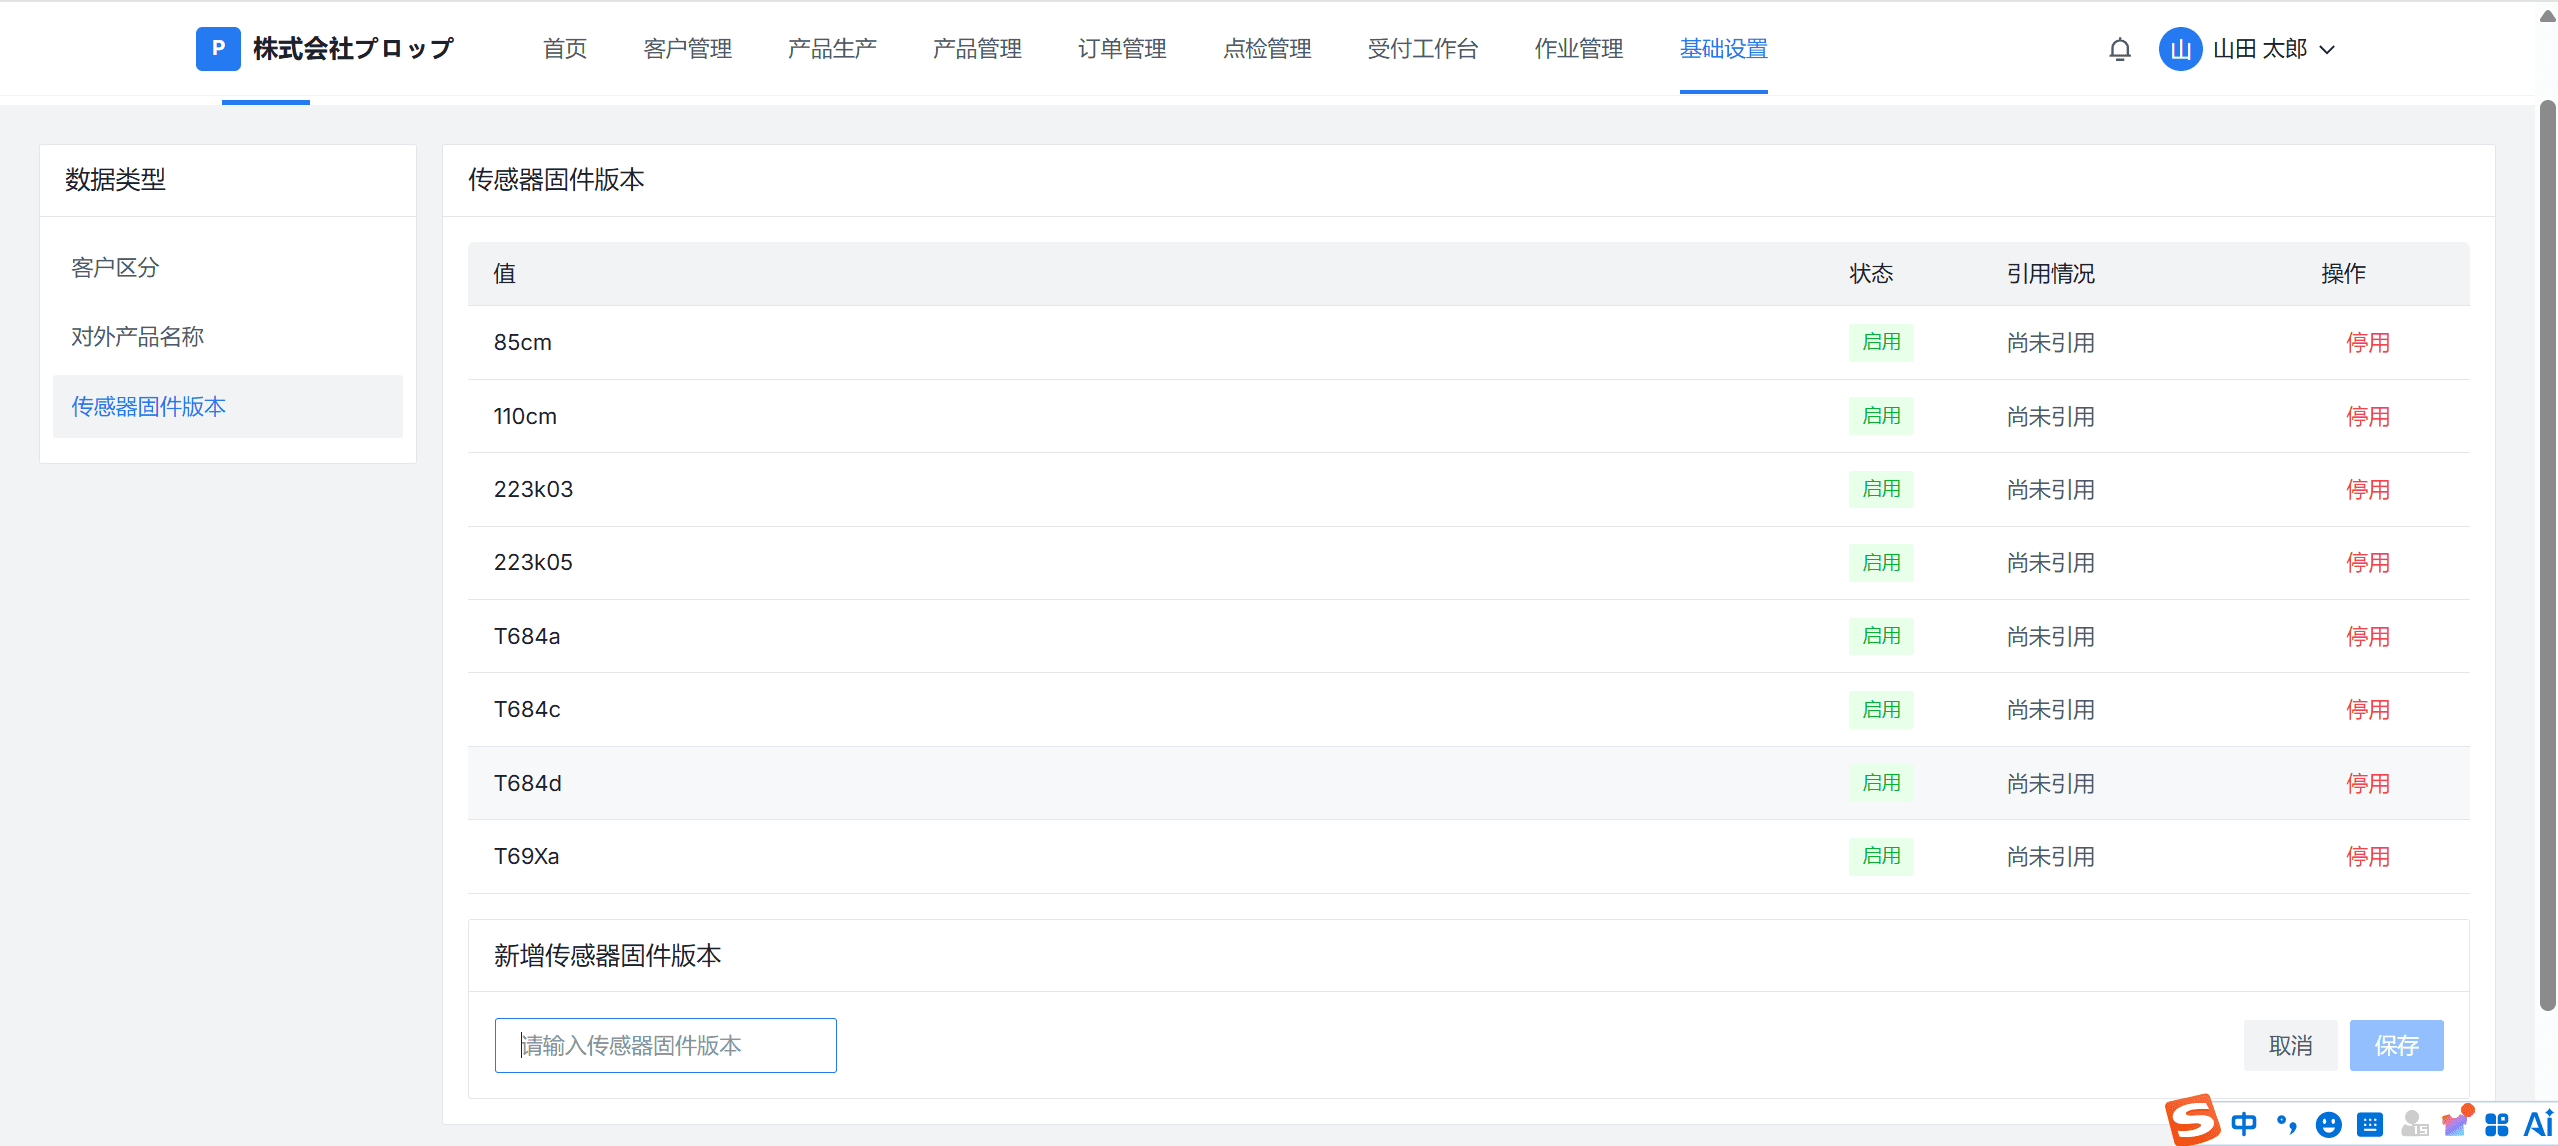 P 株式会社プロップ 首页 客户管理 产品生产 产品管理 订单管理 点检管理 受付工作台 作业管理 基础设置 山 山田 太郎
数据类型
客户区分
对外产品名称
传感器固件版本
传感器固件版本
值 状态 引用情况 操作
85cm 启用 尚未引用 停用
110cm 启用 尚未引用 停用
223k03 启用 尚未引用 停用
223k05 启用 尚未引用 停用
T684a 启用 尚未引用 停用
T684c 启用 尚未引用 停用
T684d 启用 尚未引用 停用
T69Xa 启用 尚未引用 停用
新增传感器固件版本
请输入传感器固件版本 取消 保存
S 中 15 Ai